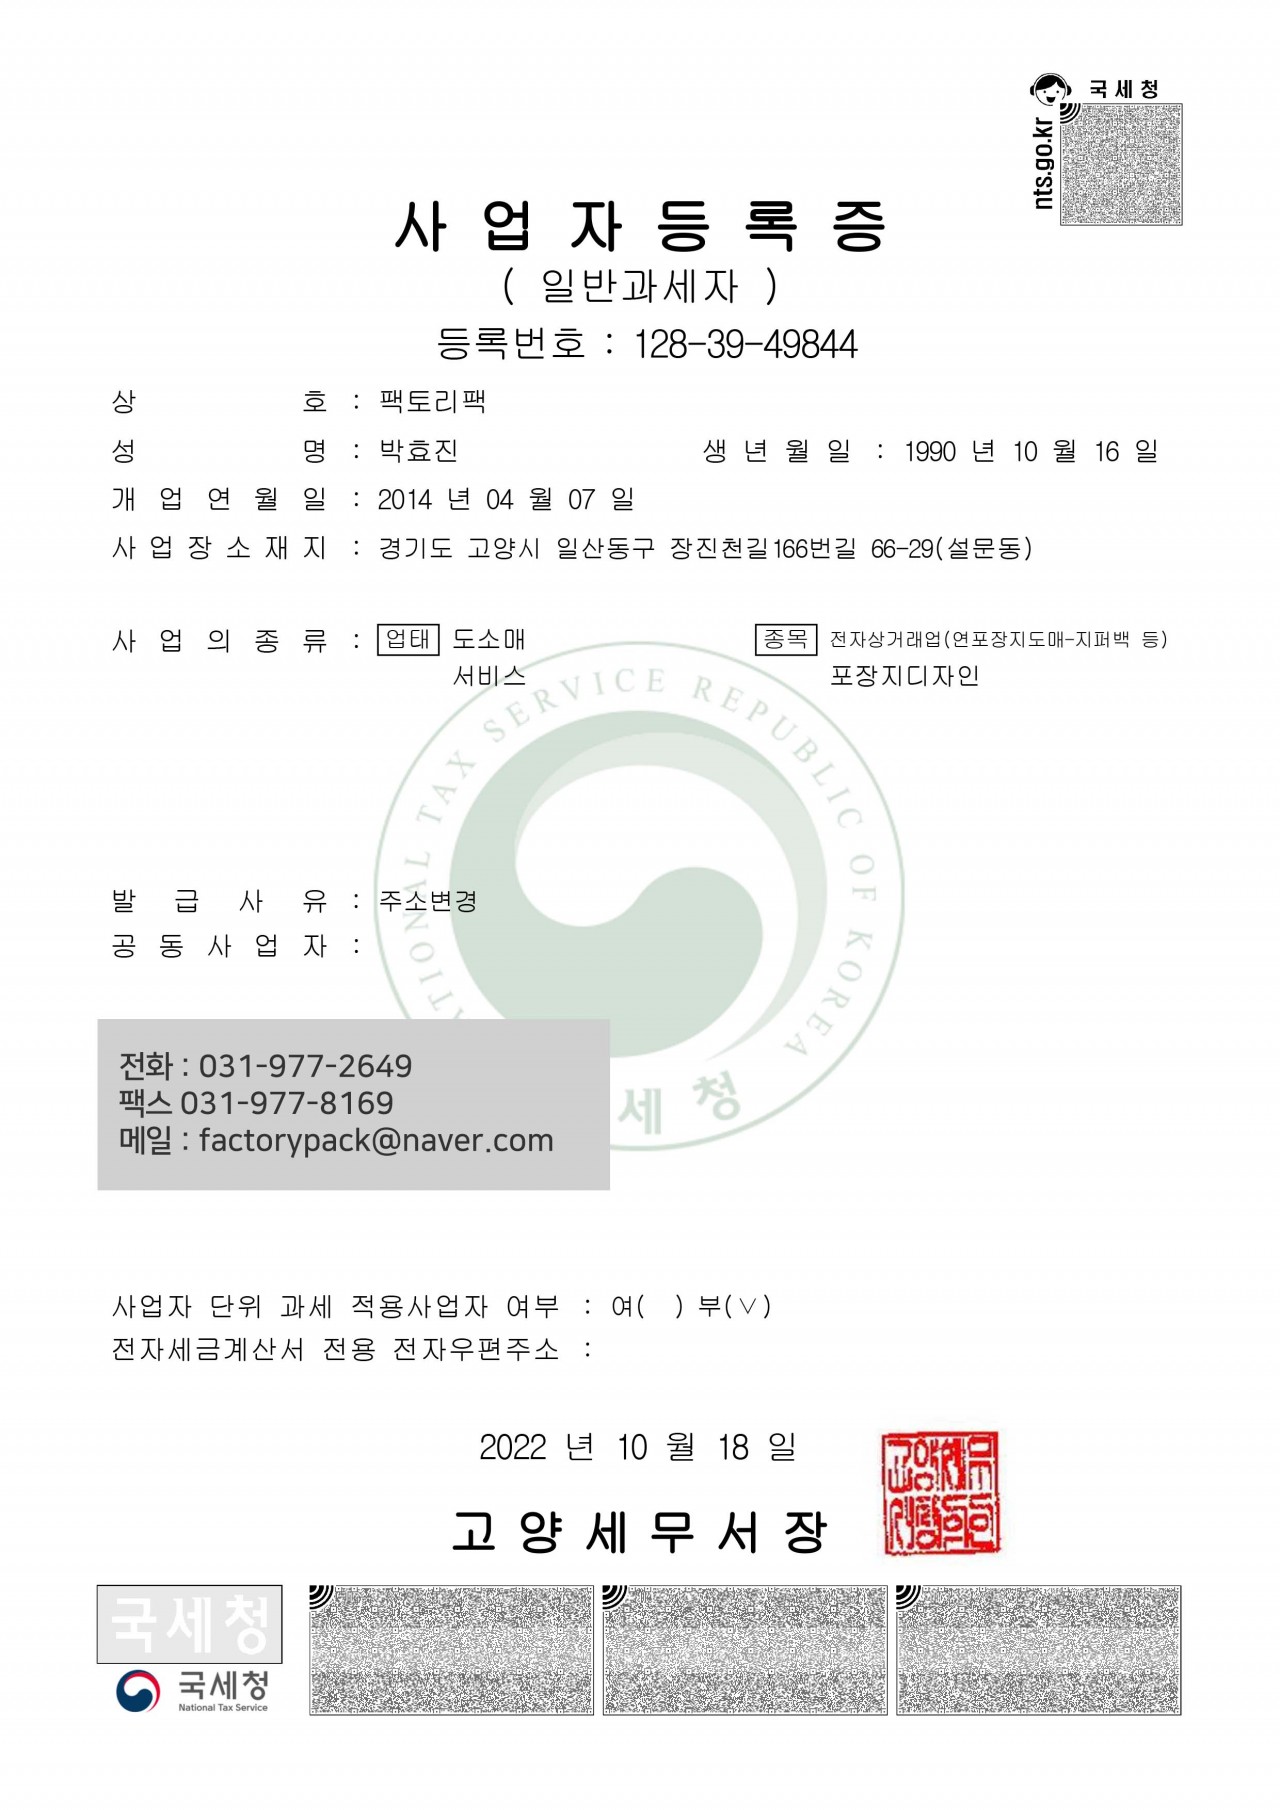 국세청
nts.go.kr
사업자등록증
( 일반과세자 )
등록번호 : 128-39-49844
상 호 : 팩토리팩
성 명 : 박효진 생년월일 : 1990 년 10 월 16 일
개업연월일 : 2014 년 04 월 07 일
사업장소재지 : 경기도 고양시 일산동구 장진천길166번길 66-29(설문동)
사업의종류 : 업태 도소매 종목 전자상거래업(연포장지도매-지퍼백 등)
서비스 포장지디자인
NATIONAL TAX SERVICE REPUBLIC OF KOREA
발급사유 : 주소변경
공동사업자 :
세청
전화 : 031-977-2649
팩스 031-977-8169
메일 : factorypack@naver.com
사업자 단위 과세 적용사업자 여부 : 여( ) 부(∨)
전자세금계산서 전용 전자우편주소 :
2022 년 10 월 18 일
고양세무서장
국세청
국세청
National Tax Service